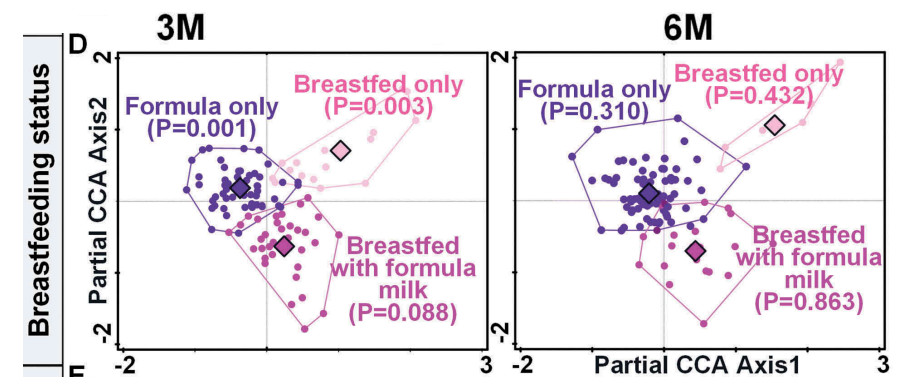 3M
6M
D
Breastfeeding status
Partial CCA Axis2
2
-2
-2
3
Formula only
(P=0.001)
Breastfed only
(P=0.003)
Breastfed
with formula
milk
(P=0.088)
2
-2
-2
3
Formula only
(P=0.310)
Breastfed only
(P=0.432)
Breastfed
with formula
milk
(P=0.863)
Partial CCA Axis1